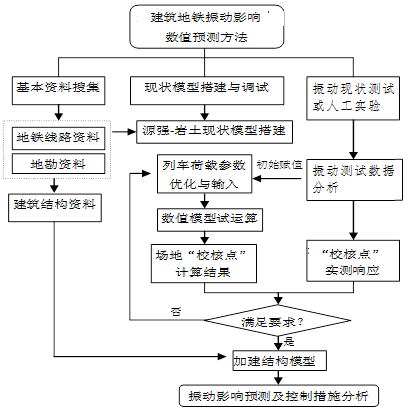 建筑地铁振动影响
数值预测方法
基本资料搜集
现状模型搭建与调试
振动现状测试
或人工实验
地铁线路资料
源强-岩土现状模型搭建
地勘资料
列车荷载参数
优化与输入
初始赋值
振动测试数据
分析
建筑结构资料
数值模型试运算
场地“校核点”
计算结果
“校核点”
实测响应
否
满足要求?
是
加建结构模型
振动影响预测及控制措施分析